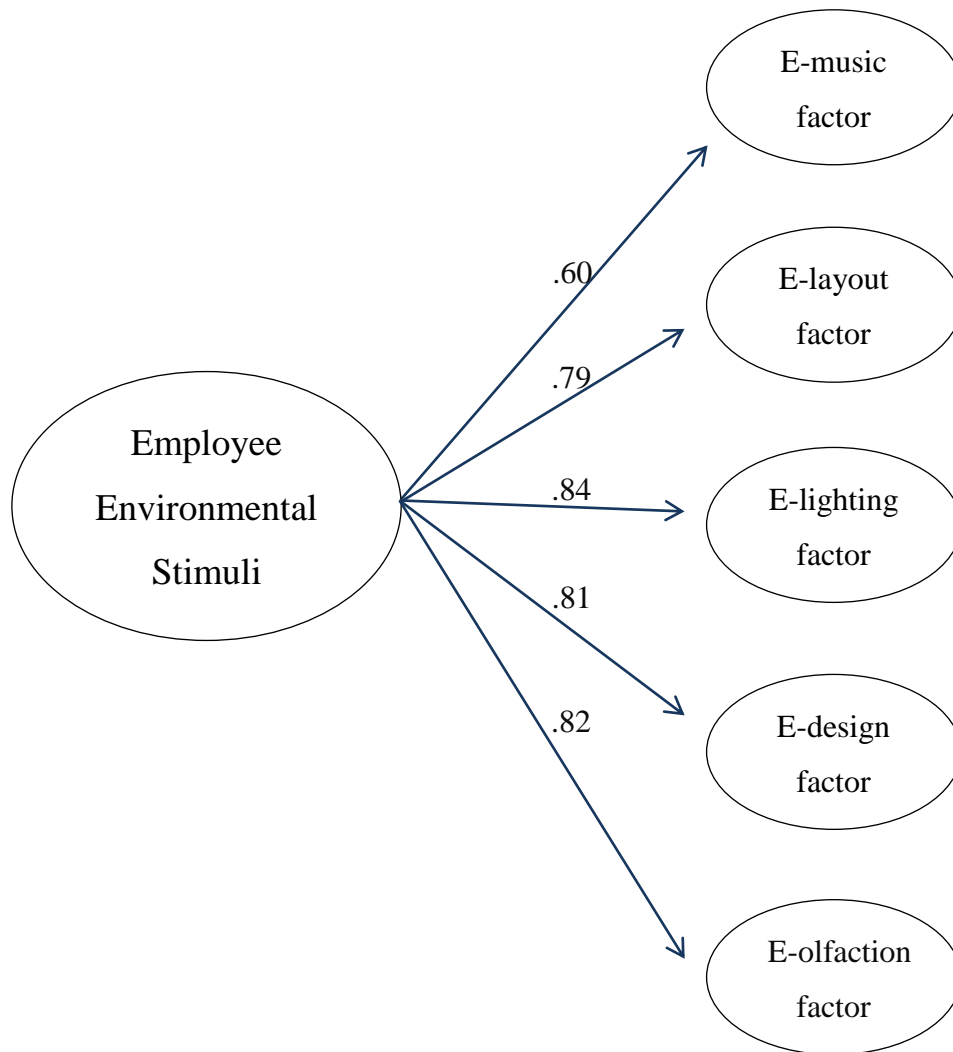 E-music
factor
.60
E-layout
factor
.79
Employee
Environmental
Stimuli
.84
E-lighting
factor
.81
E-design
factor
.82
E-olfaction
factor